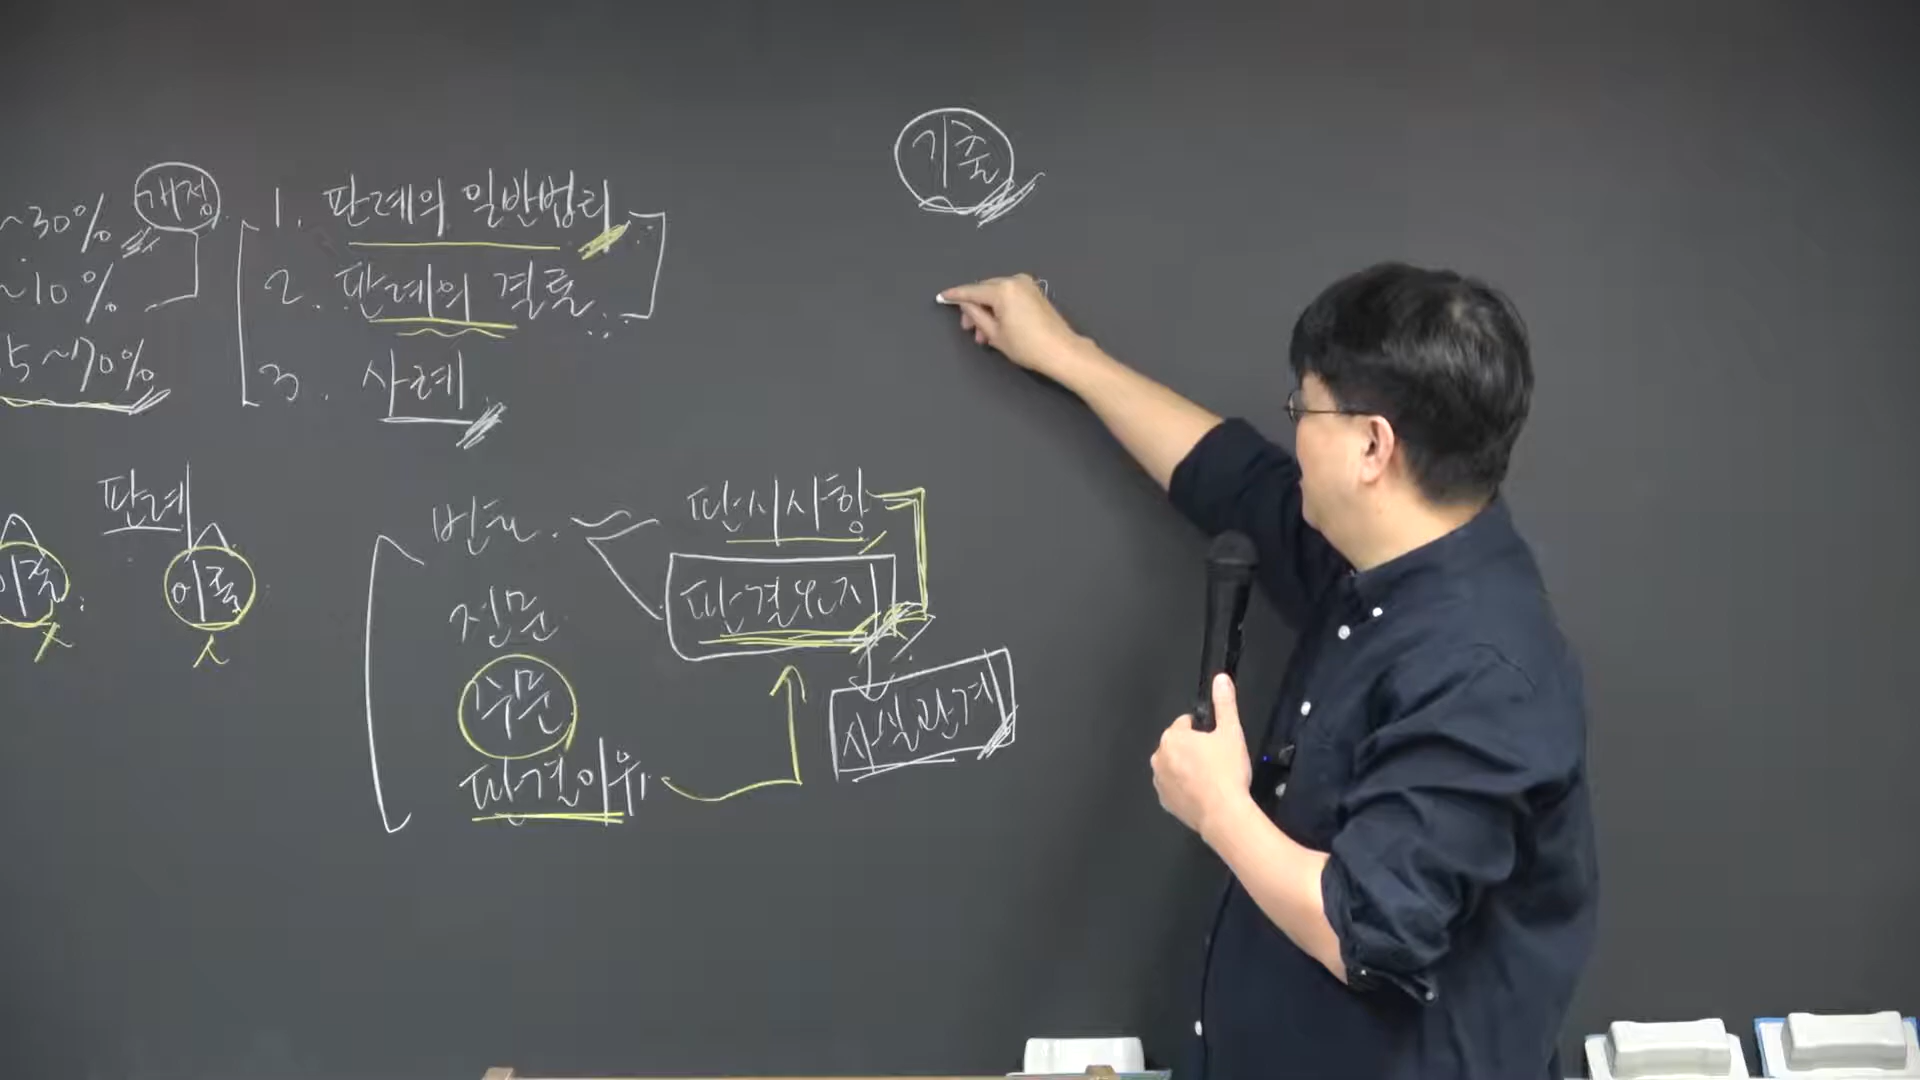 기출
~30%
개정
~10%
5~70%
1. 판례의 일반법리
2. 판례의 결론
3. 사례
판례
이론
이론
번호.
전문
주문
판결이유
판시사항
판결요지
사실관계